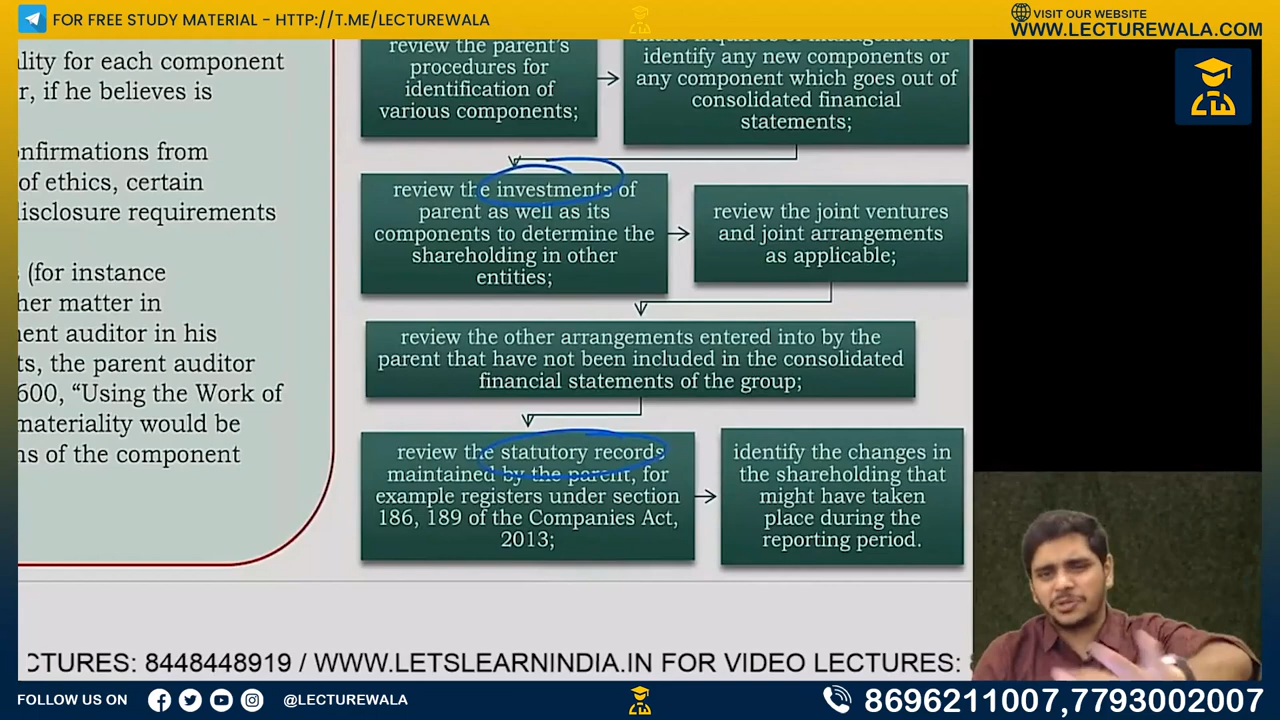 FOR FREE STUDY MATERIAL - HTTP://T.ME/LECTUREWALA
VISIT OUR WEBSITE
WWW.LECTUREWALA.COM
lity for each component
r, if he believes is
onfirmations from
of ethics, certain
lisclosure requirements
s (for instance
her matter in
ent auditor in his
ts, the parent auditor
600, “Using the Work of
materiality would be
ns of the component
review the parent's
procedures for
identification of
various components;
make inquiries of management to
identify any new components or
any component which goes out of
consolidated financial
statements;
review the investments of
parent as well as its
components to determine the
shareholding in other
entities;
review the joint ventures
and joint arrangements
as applicable;
review the other arrangements entered into by the
parent that have not been included in the consolidated
financial statements of the group;
review the statutory records
maintained by the parent, for
example registers under section
186, 189 of the Companies Act,
2013;
identify the changes in
the shareholding that
might have taken
place during the
reporting period.
CTURES: 8448448919 / WWW.LETSLEARNINDIA.IN FOR VIDEO LECTURES:
FOLLOW US ON
@LECTUREWALA
8696211007,7793002007